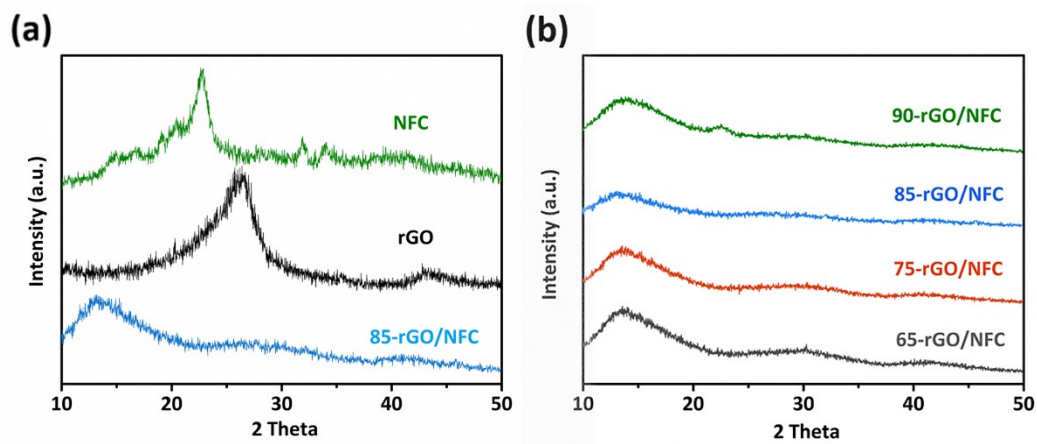 (a)
NFC
rGO
85-rGO/NFC
Intensity (a.u.)
10 20 30 40 50
2 Theta
(b)
90-rGO/NFC
85-rGO/NFC
75-rGO/NFC
65-rGO/NFC
Intensity (a.u.)
10 20 30 40 50
2 Theta